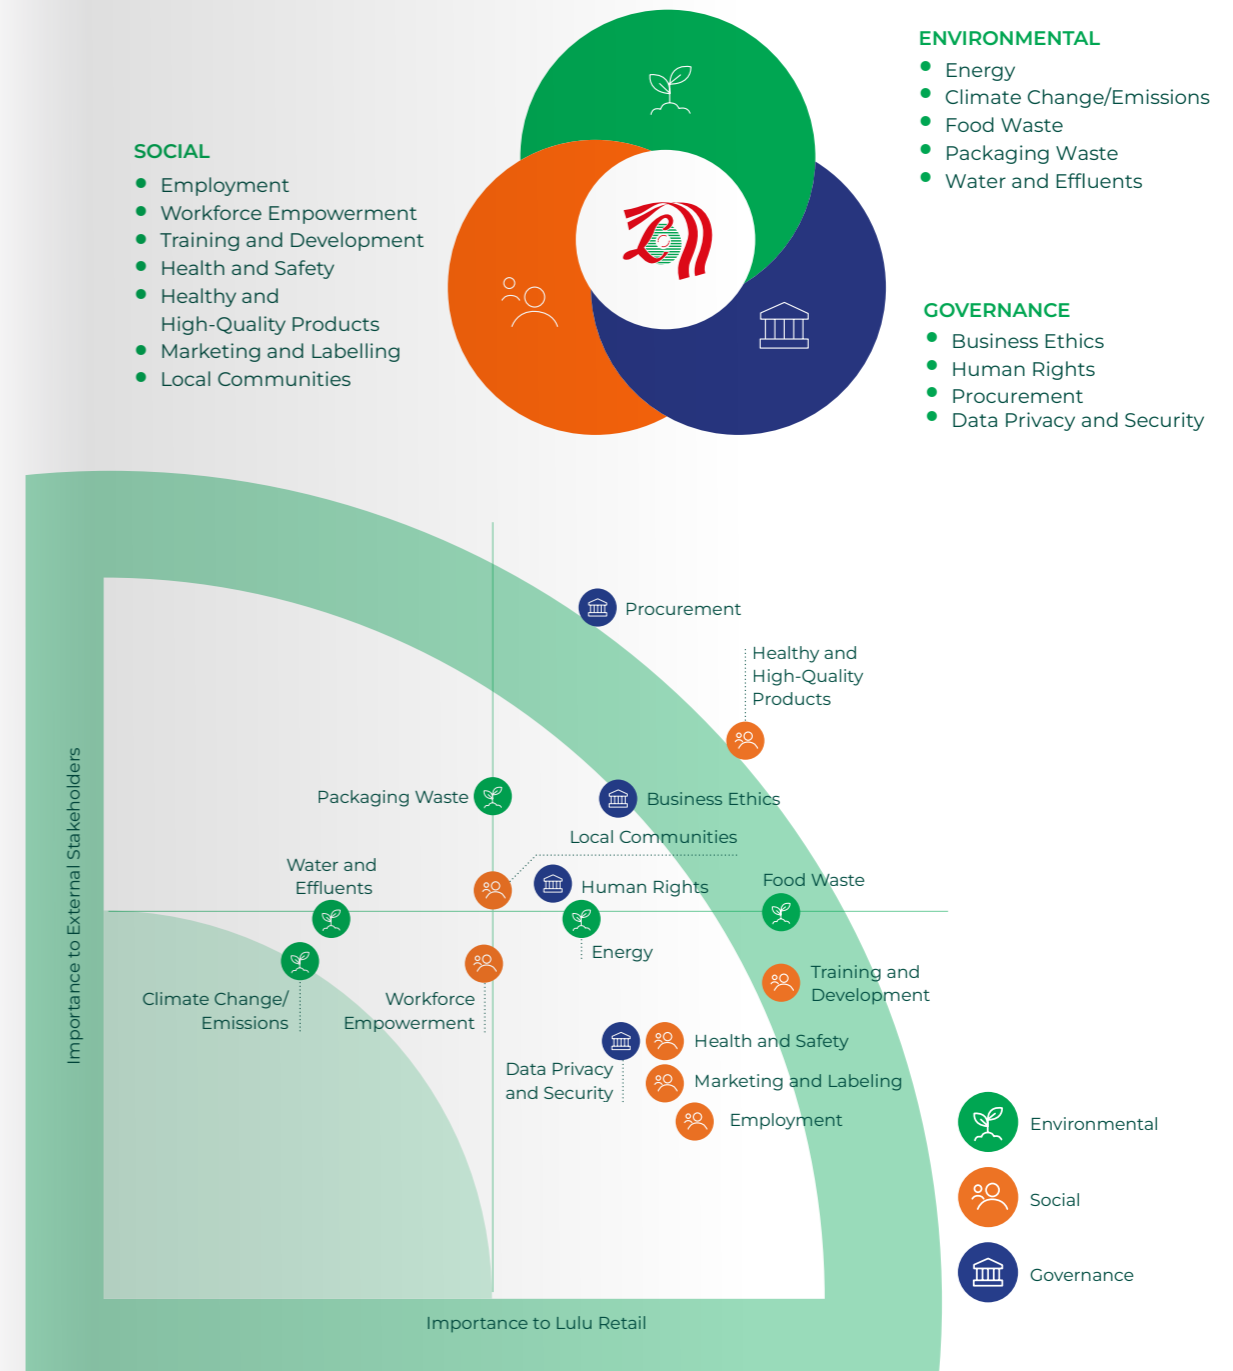 SOCIAL
Employment
Workforce Empowerment
Training and Development
Health and Safety
Healthy and
High-Quality Products
Marketing and Labelling
Local Communities
ENVIRONMENTAL
Energy
Climate Change/Emissions
Food Waste
Packaging Waste
Water and Effluents
GOVERNANCE
Business Ethics
Human Rights
Procurement
Data Privacy and Security
Importance to External Stakeholders
Procurement
Healthy and
High-Quality
Products
Packaging Waste
Business Ethics
Local Communities
Water and
Effluents
Human Rights
Food Waste
Energy
Climate Change/
Emissions
Workforce
Empowerment
Training and
Development
Data Privacy
and Security
Health and Safety
Marketing and Labeling
Employment
Environmental
Social
Governance
Importance to Lulu Retail